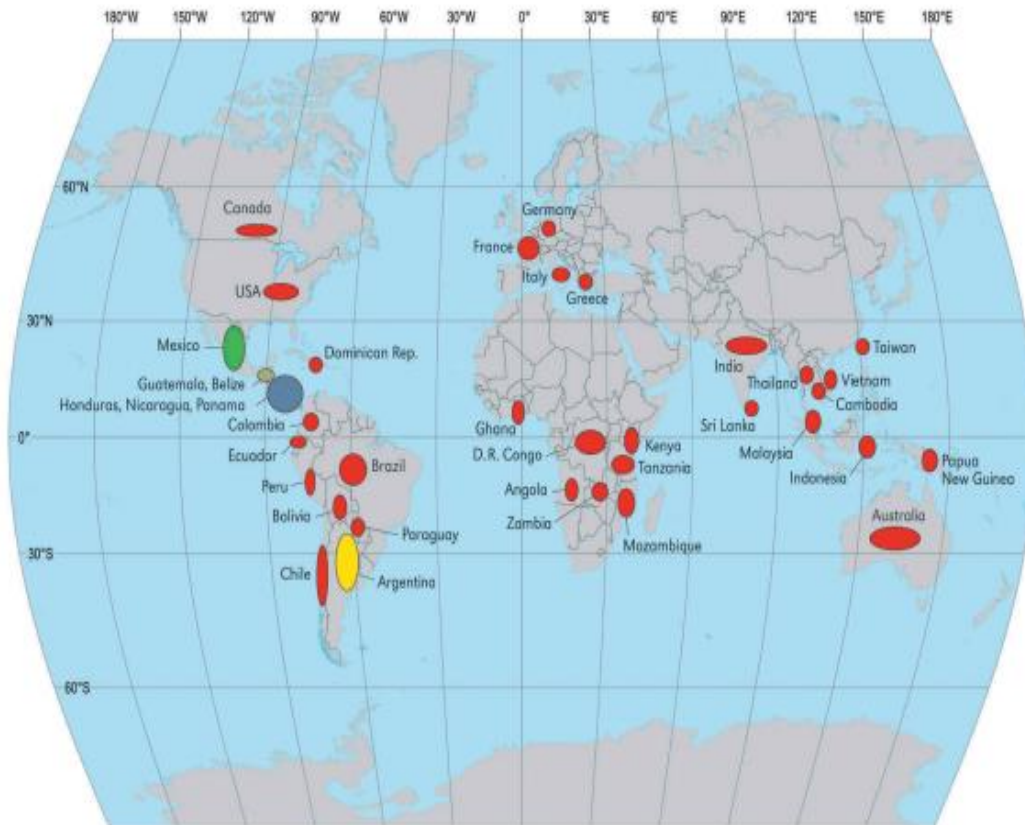 180°W 150°W 120°W 90°W 60°W 30°W 0° 30°E 60°E 90°E 120°E 150°E 180°E
60°N
Canada
Germany
France
Italy
Greece
USA
30°N
Mexico
Dominican Rep.
Guatemala, Belize
Honduras, Nicaragua, Panama
India
Taiwan
Thailand
Vietnam
Cambodia
Sri Lanka
Colombia
Ghana
0°
Ecuador
D.R. Congo
Kenya
Malaysia
Indonesia
Papua
New Guinea
Brazil
Peru
Tanzania
Angola
Bolivia
Zambia
Paraguay
Mozambique
Australia
30°S
Chile
Argentina
60°S